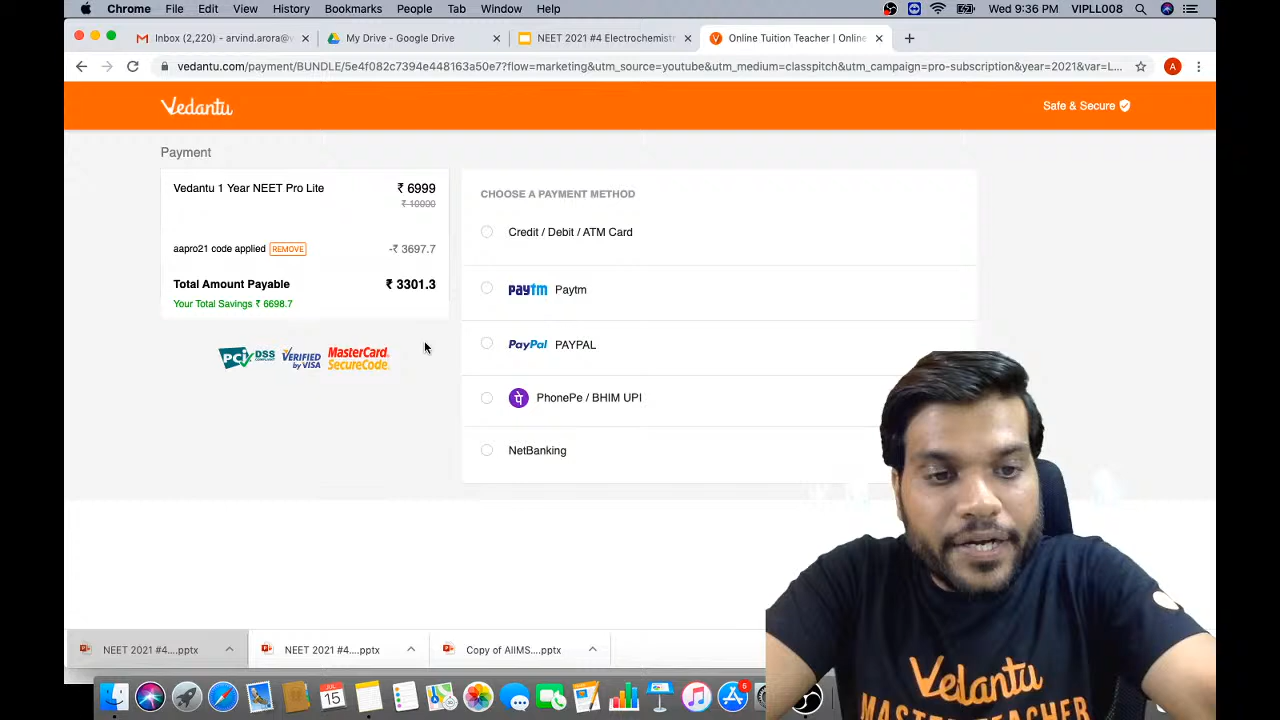 Chrome File Edit View History Bookmarks People Tab Window Help Wed 9:36 PM VIPLL008
Inbox (2,220) - arvind.arora@v
My Drive - Google Drive
NEET 2021 #4 Electrochemistr
Online Tuition Teacher | Online
vedantu.com/payment/BUNDLE/5e4f082c7394e448163a50e7?flow=marketing&utm_source=youtube&utm_medium=classpitch&utm_campaign=pro-subscription&year=2021&var=L...
A
Vedantu
Safe & Secure
Payment
Vedantu 1 Year NEET Pro Lite ₹ 6999
₹ 10000
aapro21 code applied REMOVE -₹ 3697.7
Total Amount Payable ₹ 3301.3
Your Total Savings ₹ 6698.7
PCI DSS COMPLIANT VERIFIED by VISA MasterCard. SecureCode.
CHOOSE A PAYMENT METHOD
Credit / Debit / ATM Card
paytm Paytm
PayPal PAYPAL
पे PhonePe / BHIM UPI
NetBanking
NEET 2021 #4....pptx
NEET 2021 #4....pptx
Copy of AIIMS....pptx
JUL
15
6
Vedantu
MASTER TEACHER